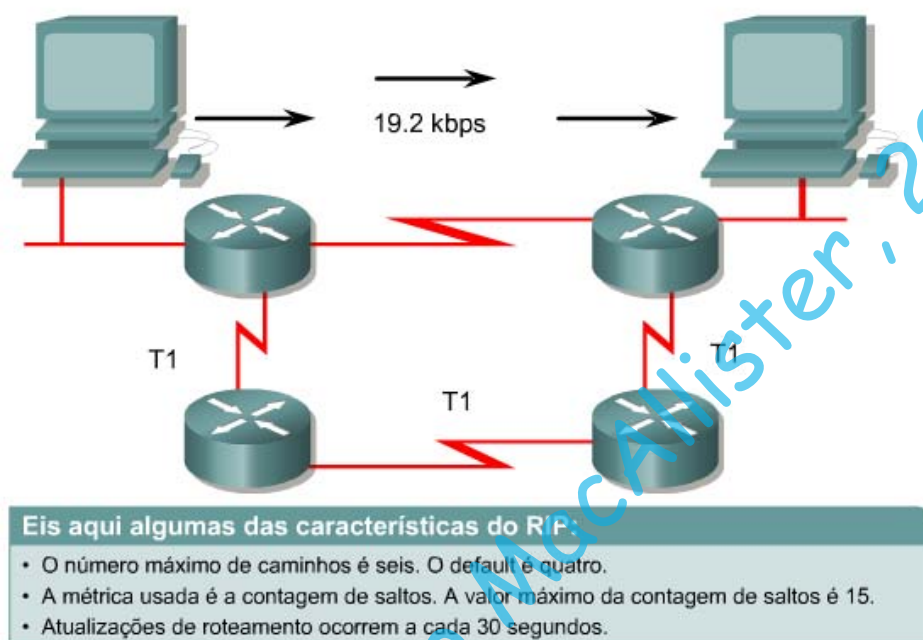 19.2 kbps
T1
T1
T1
Eis aqui algumas das características do RIP:
• O número máximo de caminhos é seis. O default é quatro.
• A métrica usada é a contagem de saltos. A valor máximo da contagem de saltos é 15.
• Atualizações de roteamento ocorrem a cada 30 segundos.
MacAllister, 2